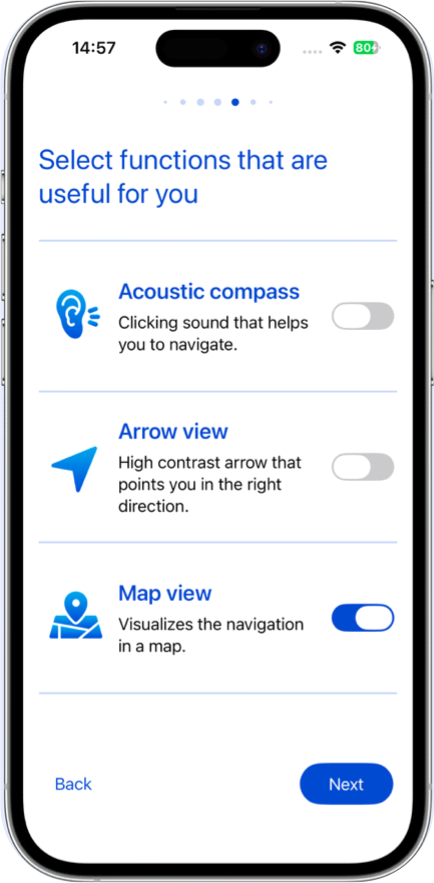 14:57
80
Select functions that are
useful for you
Acoustic compass
Clicking sound that helps
you to navigate.
Arrow view
High contrast arrow that
points you in the right
direction.
Map view
Visualizes the navigation
in a map.
Back
Next